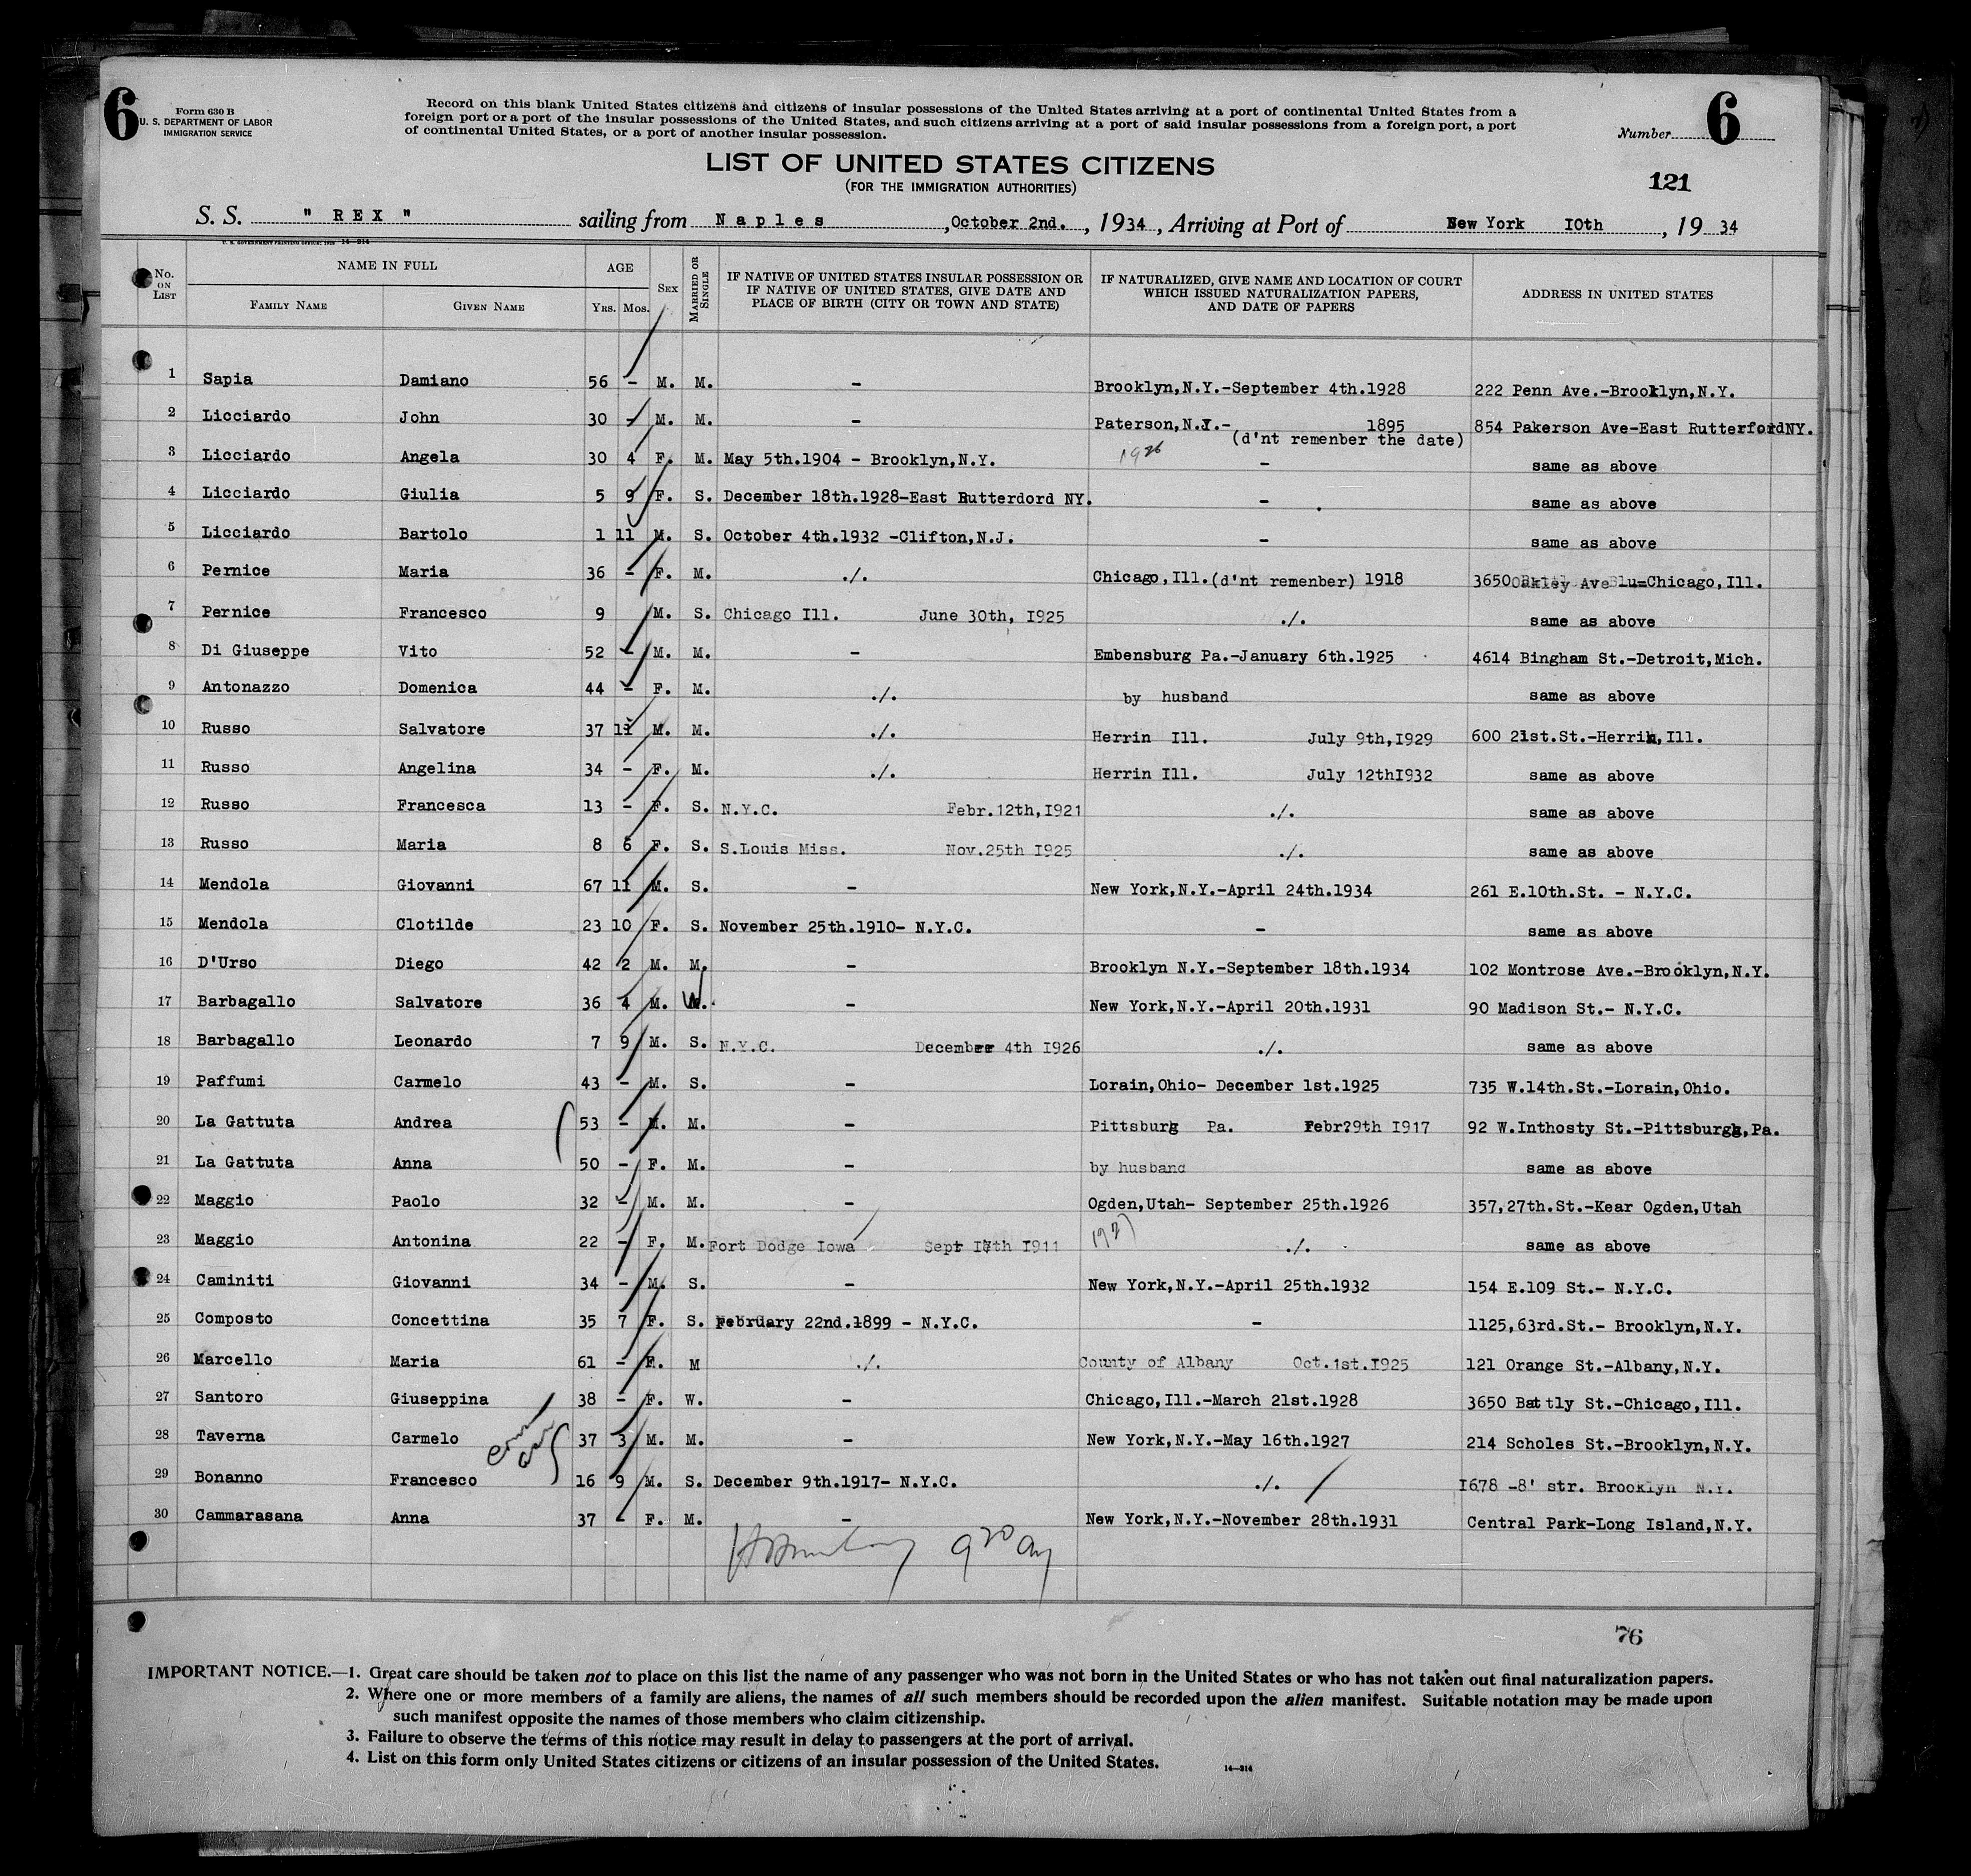 6
Form 630 B
U. S. DEPARTMENT OF LABOR
IMMIGRATION SERVICE
Record on this blank United States citizens and citizens of insular possessions of the United States arriving at a port of continental United States from a
foreign port or a port of the insular possessions of the United States, and such citizens arriving at a port of said insular possessions from a foreign port, a port
of continental United States, or a port of another insular possession.
Number 6
LIST OF UNITED STATES CITIZENS
(FOR THE IMMIGRATION AUTHORITIES)
121
S. S. " REX " sailing from Naples , October 2nd. , 1934 , Arriving at Port of New York 10th , 19 34
U. S. GOVERNMENT PRINTING OFFICE: 14—214
No. ON LIST
NAME IN FULL
FAMILY NAME GIVEN NAME
AGE
YRS. MOS.
SEX
MARRIED OR SINGLE
IF NATIVE OF UNITED STATES INSULAR POSSESSION OR
IF NATIVE OF UNITED STATES, GIVE DATE AND
PLACE OF BIRTH (CITY OR TOWN AND STATE)
IF NATURALIZED, GIVE NAME AND LOCATION OF COURT
WHICH ISSUED NATURALIZATION PAPERS,
AND DATE OF PAPERS
ADDRESS IN UNITED STATES
1 Sapia Damiano 56 - M. M. - Brooklyn,N.Y.-September 4th.1928 222 Penn Ave.-Brooklyn,N.Y.
2 Licciardo John 30 - M. M. - Paterson,N.J.- 1895 854 Pakerson Ave-East RutterfordNY.
(d'nt remenber the date)
3 Licciardo Angela 30 4 F. M. May 5th.1904 - Brooklyn,N.Y. 1926 - same as above
4 Licciardo Giulia 5 9 F. S. December 18th.1928-East Rutterdord NY. - same as above
5 Licciardo Bartolo 1 11 M. S. October 4th.1932 -Clifton,N.J. - same as above
6 Pernice Maria 36 - F. M. ./. Chicago,Ill.(d'nt remenber) 1918 3650 Oakley Ave Blu=Chicago,Ill.
7 Pernice Francesco 9 M. S. Chicago Ill. June 30th, I925 ./. same as above
8 Di Giuseppe Vito 52 - M. M. - Embensburg Pa.-January 6th.1925 4614 Bingham St.-Detroit,Mich.
9 Antonazzo Domenica 44 - F. M. ./. by husband same as above
10 Russo Salvatore 37 11 M. M. ./. Herrin Ill. July 9th,I929 600 21st.St.-Herrin,Ill.
11 Russo Angelina 34 - F. M. ./. Herrin Ill. July 12thI932 same as above
12 Russo Francesca 13 - F. S. N.Y.C. Febr.12th,I921 ./. same as above
13 Russo Maria 8 6 F. S. S.Louis Miss. Nov.25th I925 ./. same as above
14 Mendola Giovanni 67 11 M. S. - New York,N.Y.-April 24th.1934 261 E.10th.St. - N.Y.C.
15 Mendola Clotilde 23 10 F. S. November 25th.1910- N.Y.C. - same as above
16 D'Urso Diego 42 2 M. M. - Brooklyn N.Y.-September 18th.1934 102 Montrose Ave.-Brooklyn,N.Y.
17 Barbagallo Salvatore 36 4 M. W. - New York,N.Y.-April 20th.1931 90 Madison St.- N.Y.C.
18 Barbagallo Leonardo 7 9 M. S. N.Y.C. December 4th I926 ./. same as above
19 Paffumi Carmelo 43 - M. S. - Lorain,Ohio- December 1st.1925 735 W.14th.St.-Lorain,Ohio.
20 La Gattuta Andrea 53 - M. M. - Pittsburg Pa. Febr?9th I917 92 W.Inthosty St.-Pittsburgh,Pa.
21 La Gattuta Anna 50 - F. M. - by husband same as above
22 Maggio Paolo 32 - M. M. - Ogden,Utah- September 25th.1926 357,27th.St.-Kear Ogden,Utah
23 Maggio Antonina 22 - F. M. Fort Dodge Iowa Sept 17th I911 ./. same as above
24 Caminiti Giovanni 34 - M. S. - New York,N.Y.-April 25th.1932 154 E.109 St.- N.Y.C.
25 Composto Concettina 35 7 F. S. February 22nd.1899 - N.Y.C. - 1125,63rd.St.- Brooklyn,N.Y.
26 Marcello Maria 61 - F. M ./. County of Albany Oct.1st.I925 121 Orange St.-Albany,N.Y.
27 Santoro Giuseppina 38 - F. W. - Chicago,Ill.-March 21st.1928 3650 Battly St.-Chicago,Ill.
28 Taverna Carmelo 37 3 M. M. - New York,N.Y.-May 16th.1927 214 Scholes St.-Brooklyn,N.Y.
29 Bonanno Francesco 16 9 M. S. December 9th.1917- N.Y.C. ./. I678 -8' str. Brooklyn N.Y.
30 Cammarasana Anna 37 - F. M. - New York,N.Y.-November 28th.1931 Central Park-Long Island,N.Y.
76
IMPORTANT NOTICE.—1. Great care should be taken not to place on this list the name of any passenger who was not born in the United States or who has not taken out final naturalization papers.
2. Where one or more members of a family are aliens, the names of all such members should be recorded upon the alien manifest. Suitable notation may be made upon
such manifest opposite the names of those members who claim citizenship.
3. Failure to observe the terms of this notice may result in delay to passengers at the port of arrival.
4. List on this form only United States citizens or citizens of an insular possession of the United States.
14—214